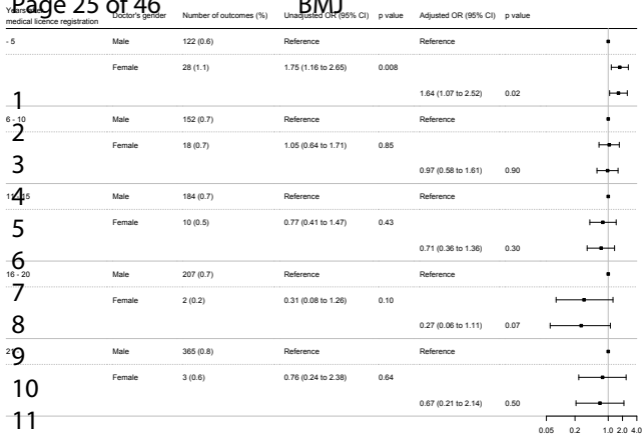 Page 25 of 46 BMJ
Doctor's gender Number of outcomes (%) Unadjusted OR (95% CI) p value Adjusted OR (95% CI) p value
medical licence registration
- 5 Male 122 (0.6) Reference Reference
Female 28 (1.1) 1.75 (1.16 to 2.65) 0.008
1.64 (1.07 to 2.52) 0.02
1
6 - 10 Male 152 (0.7) Reference Reference
2
Female 18 (0.7) 1.05 (0.64 to 1.71) 0.85
3
0.97 (0.58 to 1.61) 0.90
4
15 Male 184 (0.7) Reference Reference
5
Female 10 (0.5) 0.77 (0.41 to 1.47) 0.43
6
0.71 (0.36 to 1.36) 0.30
16 - 20 Male 207 (0.7) Reference Reference
7
Female 2 (0.2) 0.31 (0.08 to 1.26) 0.10
8
0.27 (0.06 to 1.11) 0.07
9
Male 365 (0.8) Reference Reference
10
Female 3 (0.6) 0.76 (0.24 to 2.38) 0.64
0.67 (0.21 to 2.14) 0.50
11
0.05 0.2 1.0 2.0 4.0